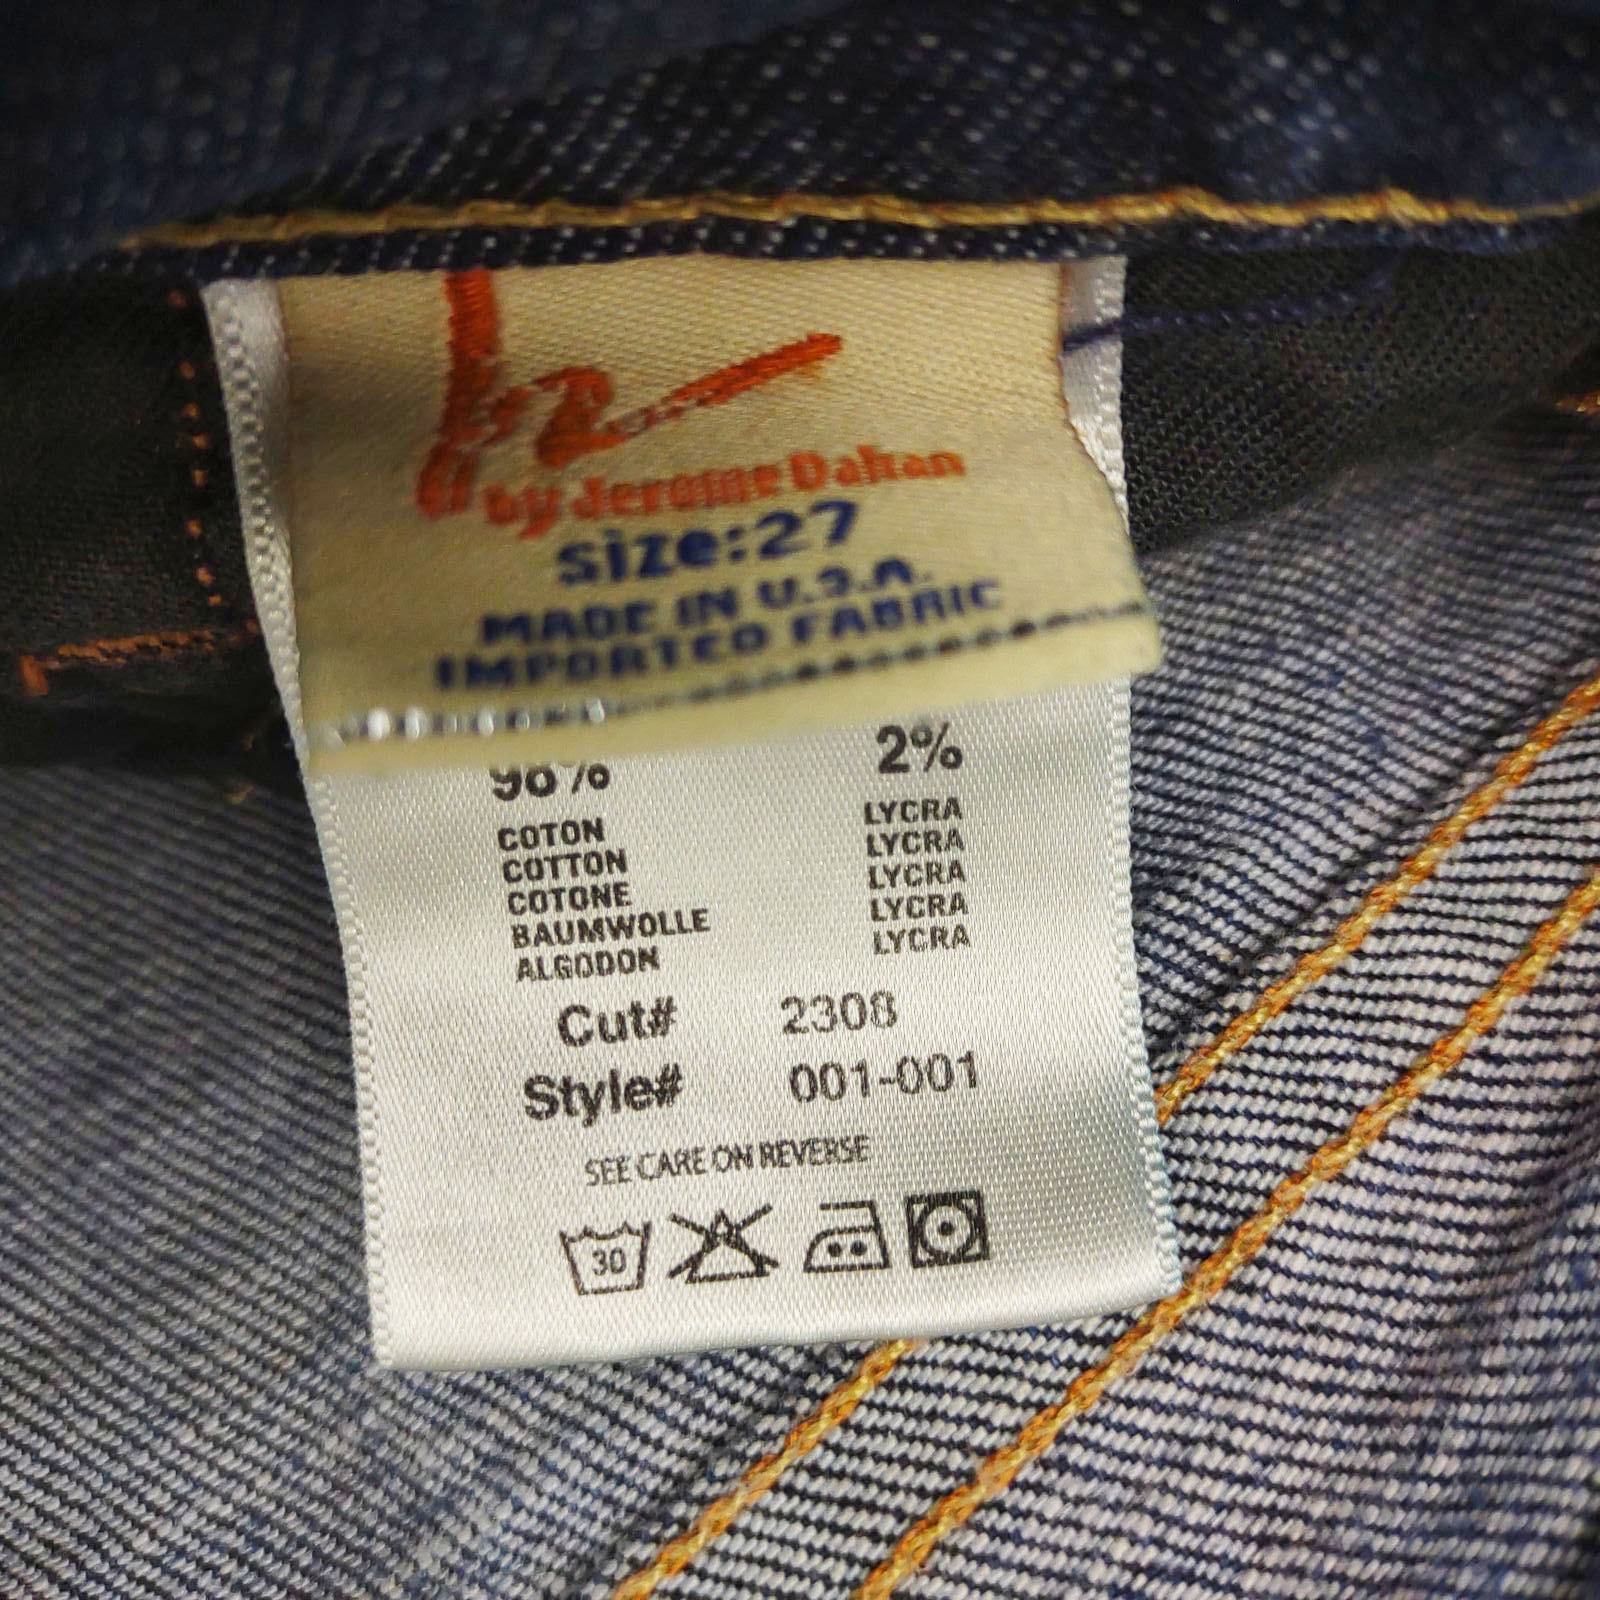 by Jerome Dahan
Size:27
MADE IN U.S.A.
IMPORTED FABRIC
98% 2%
COTON LYCRA
COTTON LYCRA
COTONE LYCRA
BAUMWOLLE LYCRA
ALGODON LYCRA
Cut# 2308
Style# 001-001
SEE CARE ON REVERSE
30